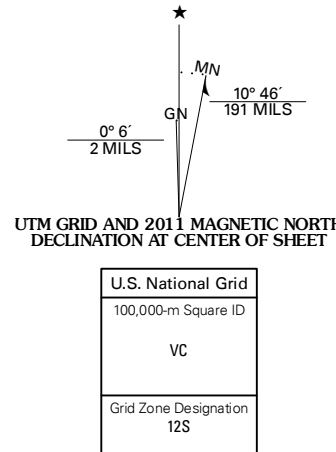 MN
GN
10° 46´
191 MILS
0° 6´
2 MILS
UTM GRID AND 2011 MAGNETIC NORTH
DECLINATION AT CENTER OF SHEET
U.S. National Grid
100,000-m Square ID
VC
Grid Zone Designation
12S